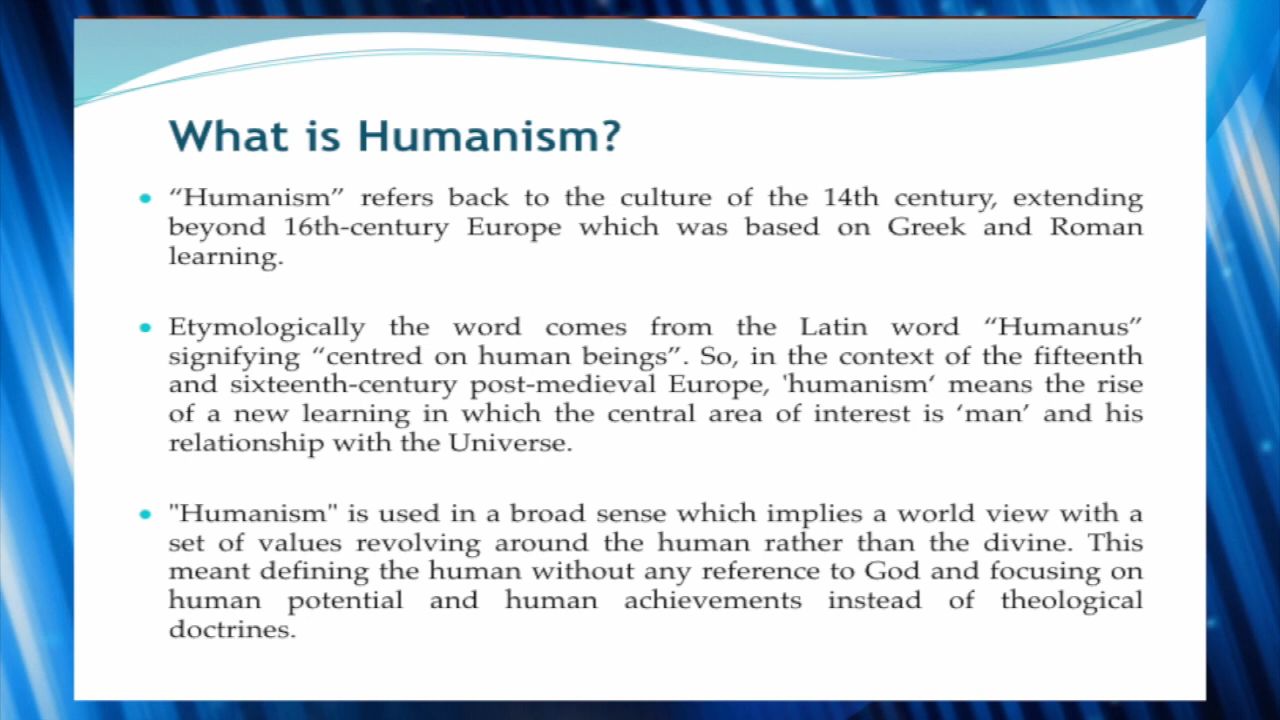 What is Humanism?
“Humanism” refers back to the culture of the 14th century, extending
beyond 16th-century Europe which was based on Greek and Roman
learning.
Etymologically the word comes from the Latin word “Humanus”
signifying “centred on human beings”. So, in the context of the fifteenth
and sixteenth-century post-medieval Europe, 'humanism‘ means the rise
of a new learning in which the central area of interest is ‘man’ and his
relationship with the Universe.
"Humanism" is used in a broad sense which implies a world view with a
set of values revolving around the human rather than the divine. This
meant defining the human without any reference to God and focusing on
human potential and human achievements instead of theological
doctrines.